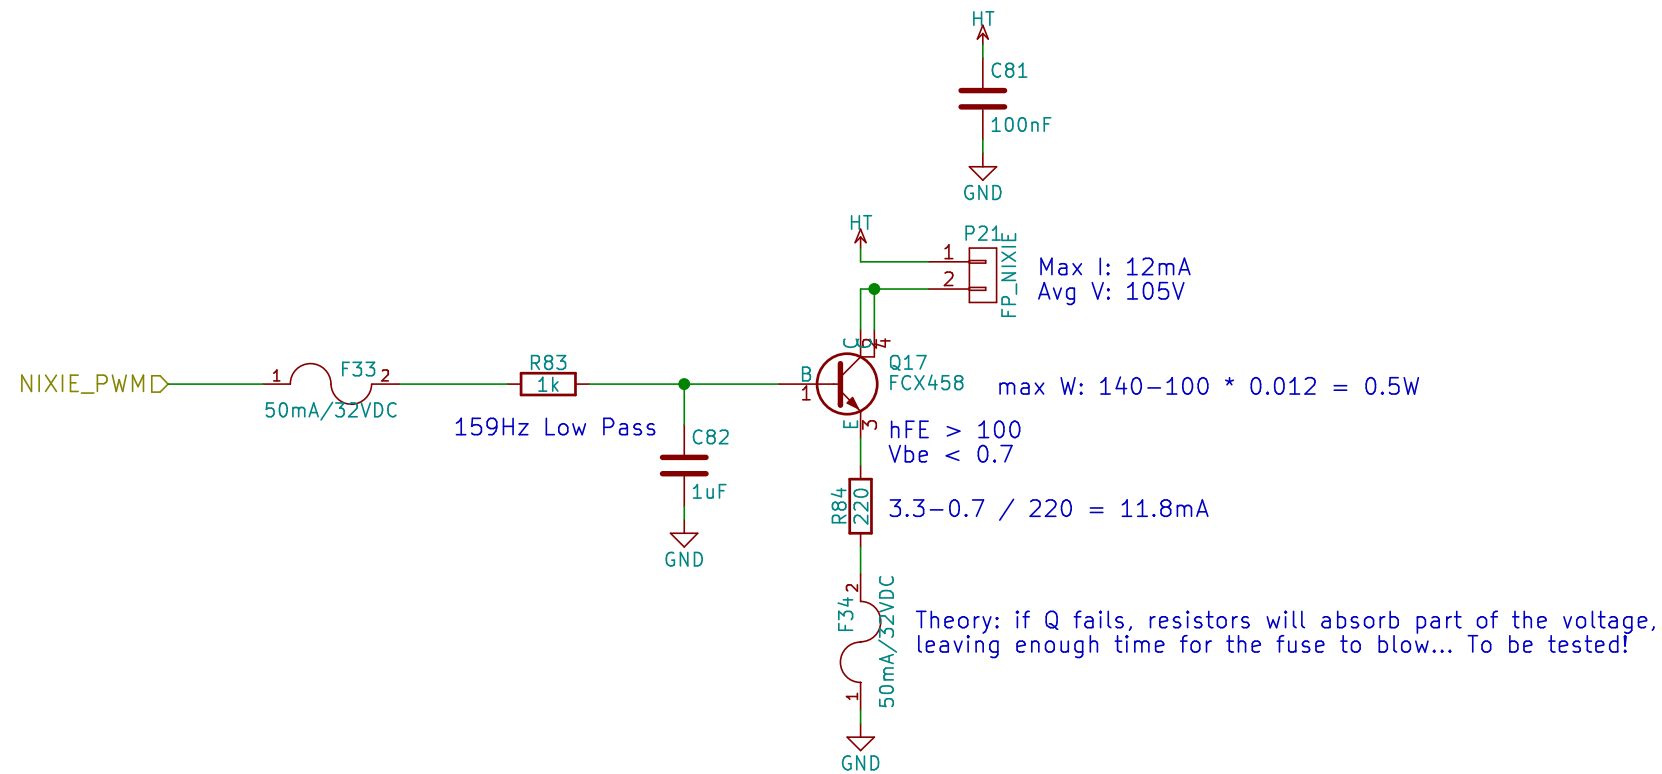 HT
C81
100nF
GND
HT
P21
1
2
FP_NIXIE
Max I: 12mA
Avg V: 105V
NIXIE_PWM
1
F33
2
50mA/32VDC
R83
1k
159Hz Low Pass
C82
1uF
GND
B
1
C
2
4
Q17
FCX458
max W: 140-100 * 0.012 = 0.5W
E
3
hFE > 100
Vbe < 0.7
R84
220
3.3-0.7 / 220 = 11.8mA
2
F34
50mA/32VDC
1
Theory: if Q fails, resistors will absorb part of the voltage,
leaving enough time for the fuse to blow... To be tested!
GND